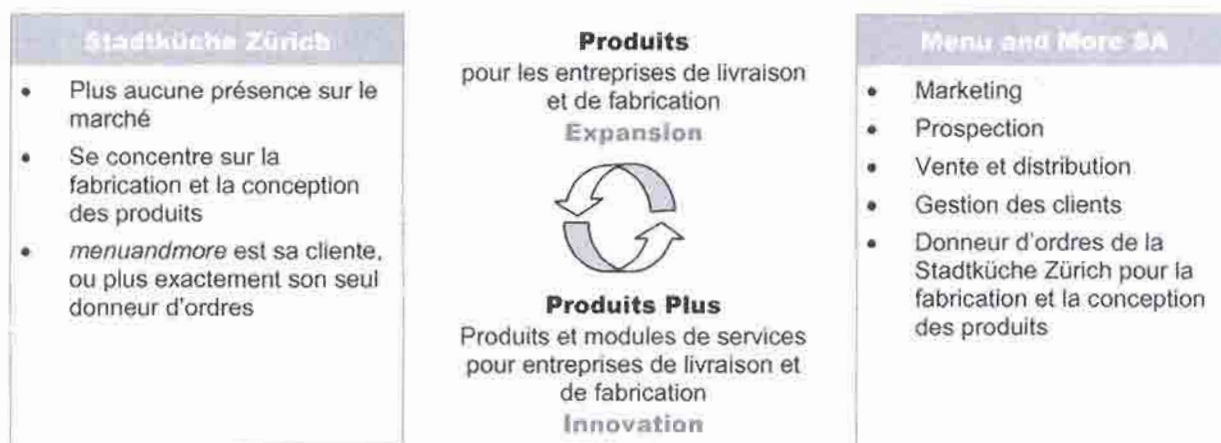 Stadtküche Zürich
• Plus aucune présence sur le
marché
• Se concentre sur la
fabrication et la conception
des produits
• menuandmore est sa cliente,
ou plus exactement son seul
donneur d'ordres
Produits
pour les entreprises de livraison
et de fabrication
Expansion
Produits Plus
Produits et modules de services
pour entreprises de livraison et
de fabrication
Innovation
Menu and More SA
• Marketing
• Prospection
• Vente et distribution
• Gestion des clients
• Donneur d'ordres de la
Stadtküche Zürich pour la
fabrication et la conception
des produits